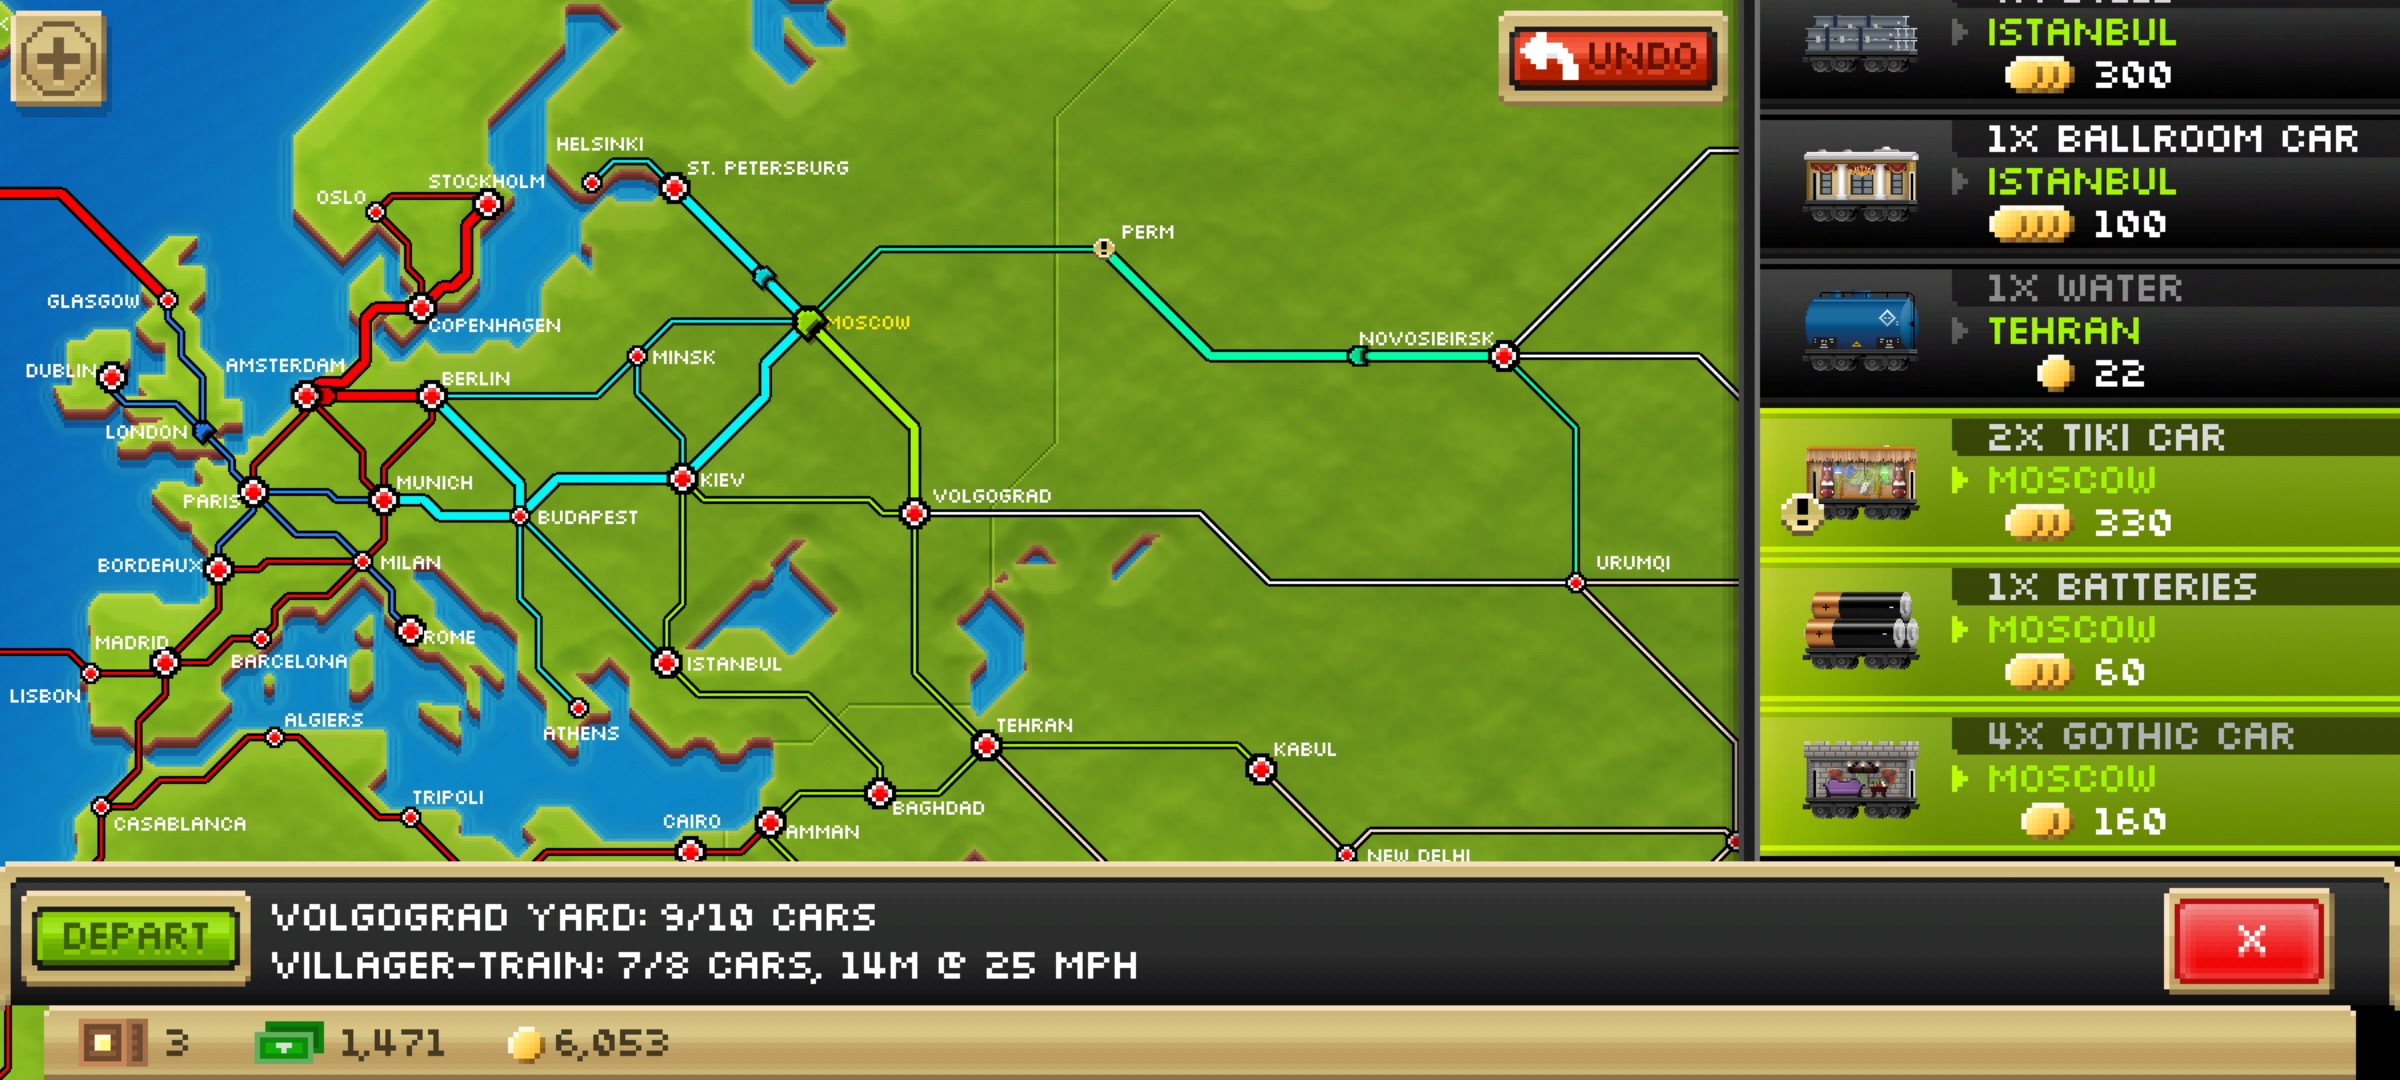 UNDO
HELSINKI
ST. PETERSBURG
STOCKHOLM
OSLO
PERM
GLASGOW
COPENHAGEN
MOSCOW
NOVOSIBIRSK
MINSK
DUBLIN
AMSTERDAM
BERLIN
LONDON
MUNICH
KIEV
PARIS
VOLGOGRAD
BUDAPEST
BORDEAUX
MILAN
URUMQI
MADRID
ROME
BARCELONA
ISTANBUL
LISBON
ALGIERS
ATHENS
TEHRAN
KABUL
TRIPOLI
BAGHDAD
CASABLANCA
CAIRO
AMMAN
NEW DELHI
ISTANBUL
300
1X BALLROOM CAR
ISTANBUL
100
1X WATER
TEHRAN
22
2X TIKI CAR
MOSCOW
330
1X BATTERIES
MOSCOW
60
4X GOTHIC CAR
MOSCOW
160
DEPART
VOLGOGRAD YARD: 9/10 CARS
VILLAGER-TRAIN: 7/8 CARS, 14M @ 25 MPH
X
3
1,471
6,053